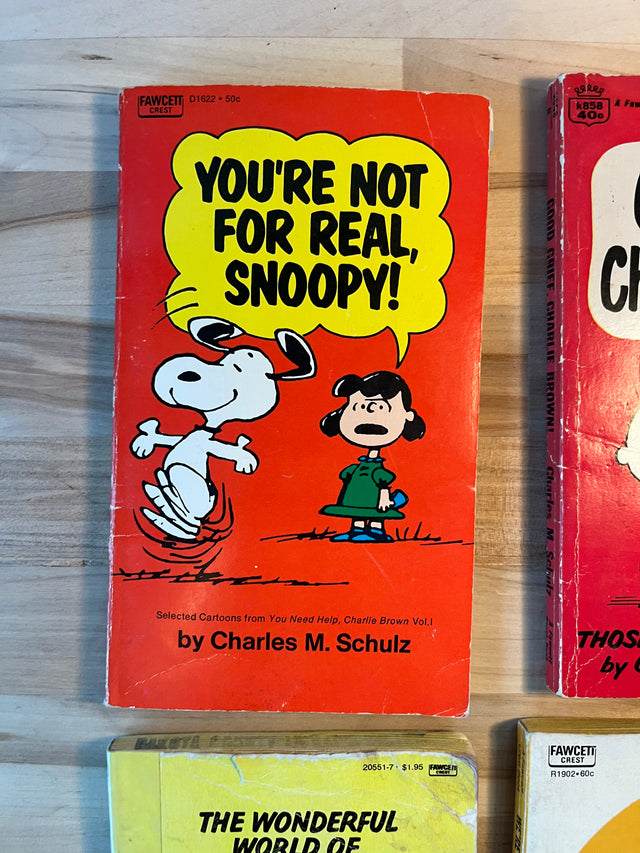 FAWCETT
CREST
D1622 • 50c
YOU'RE NOT
FOR REAL,
SNOOPY!
Selected Cartoons from You Need Help, Charlie Brown Vol.I
by Charles M. Schulz
k858
40c
A
GOOD GRIEF, CHARLIE BROWN! Charles M. Schulz
by
20551-7 • $1.95
FAWCETT
CREST
THE WONDERFUL
WORLD OF
FAWCETT
CREST
R1902•60c